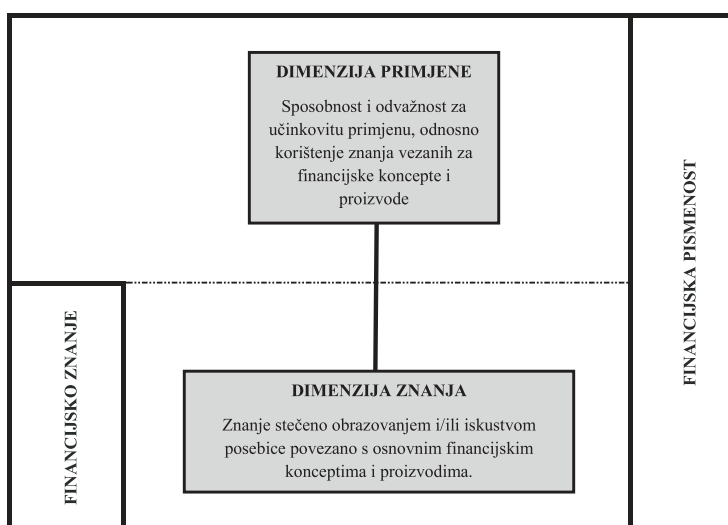 DIMENZIJA PRIMJENE
Sposobnost i odvažnost za
učinkovitu primjenu, odnosno
korištenje znanja vezanih za
financijske koncepte i
proizvode
FINANCIJSKA PISMENOST
FINANCIJSKO ZNANJE
DIMENZIJA ZNANJA
Znanje stečeno obrazovanjem i/ili iskustvom
posebice povezano s osnovnim financijskim
konceptima i proizvodima.